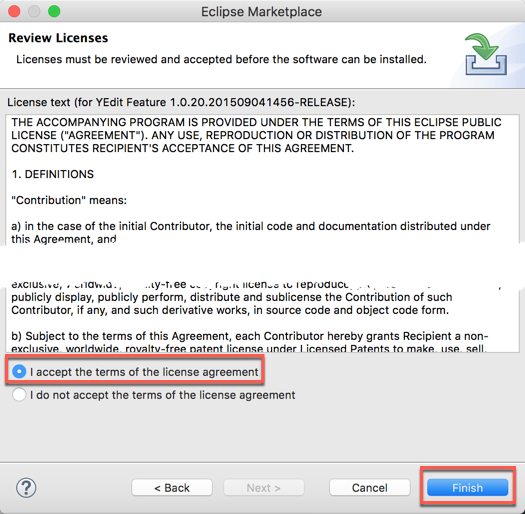 Eclipse Marketplace
Review Licenses
Licenses must be reviewed and accepted before the software can be installed.
License text (for YEdit Feature 1.0.20.201509041456-RELEASE):
THE ACCOMPANYING PROGRAM IS PROVIDED UNDER THE TERMS OF THIS ECLIPSE PUBLIC
LICENSE ("AGREEMENT"). ANY USE, REPRODUCTION OR DISTRIBUTION OF THE PROGRAM
CONSTITUTES RECIPIENT'S ACCEPTANCE OF THIS AGREEMENT.
1. DEFINITIONS
"Contribution" means:
a) in the case of the initial Contributor, the initial code and documentation distributed under
this Agreement, and
publicly display, publicly perform, distribute and sublicense the Contribution of such
Contributor, if any, and such derivative works, in source code and object code form.
b) Subject to the terms of this Agreement, each Contributor hereby grants Recipient a non-
exclusive, worldwide, royalty-free patent license under Licensed Patents to make, use, sell,
I accept the terms of the license agreement
I do not accept the terms of the license agreement
?
< Back
Next >
Cancel
Finish